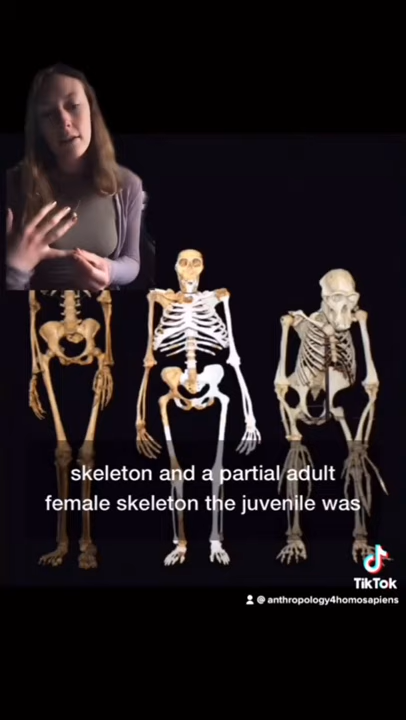 skeleton and a partial adult
female skeleton the juvenile was
TikTok
@ anthropology4homosapiens